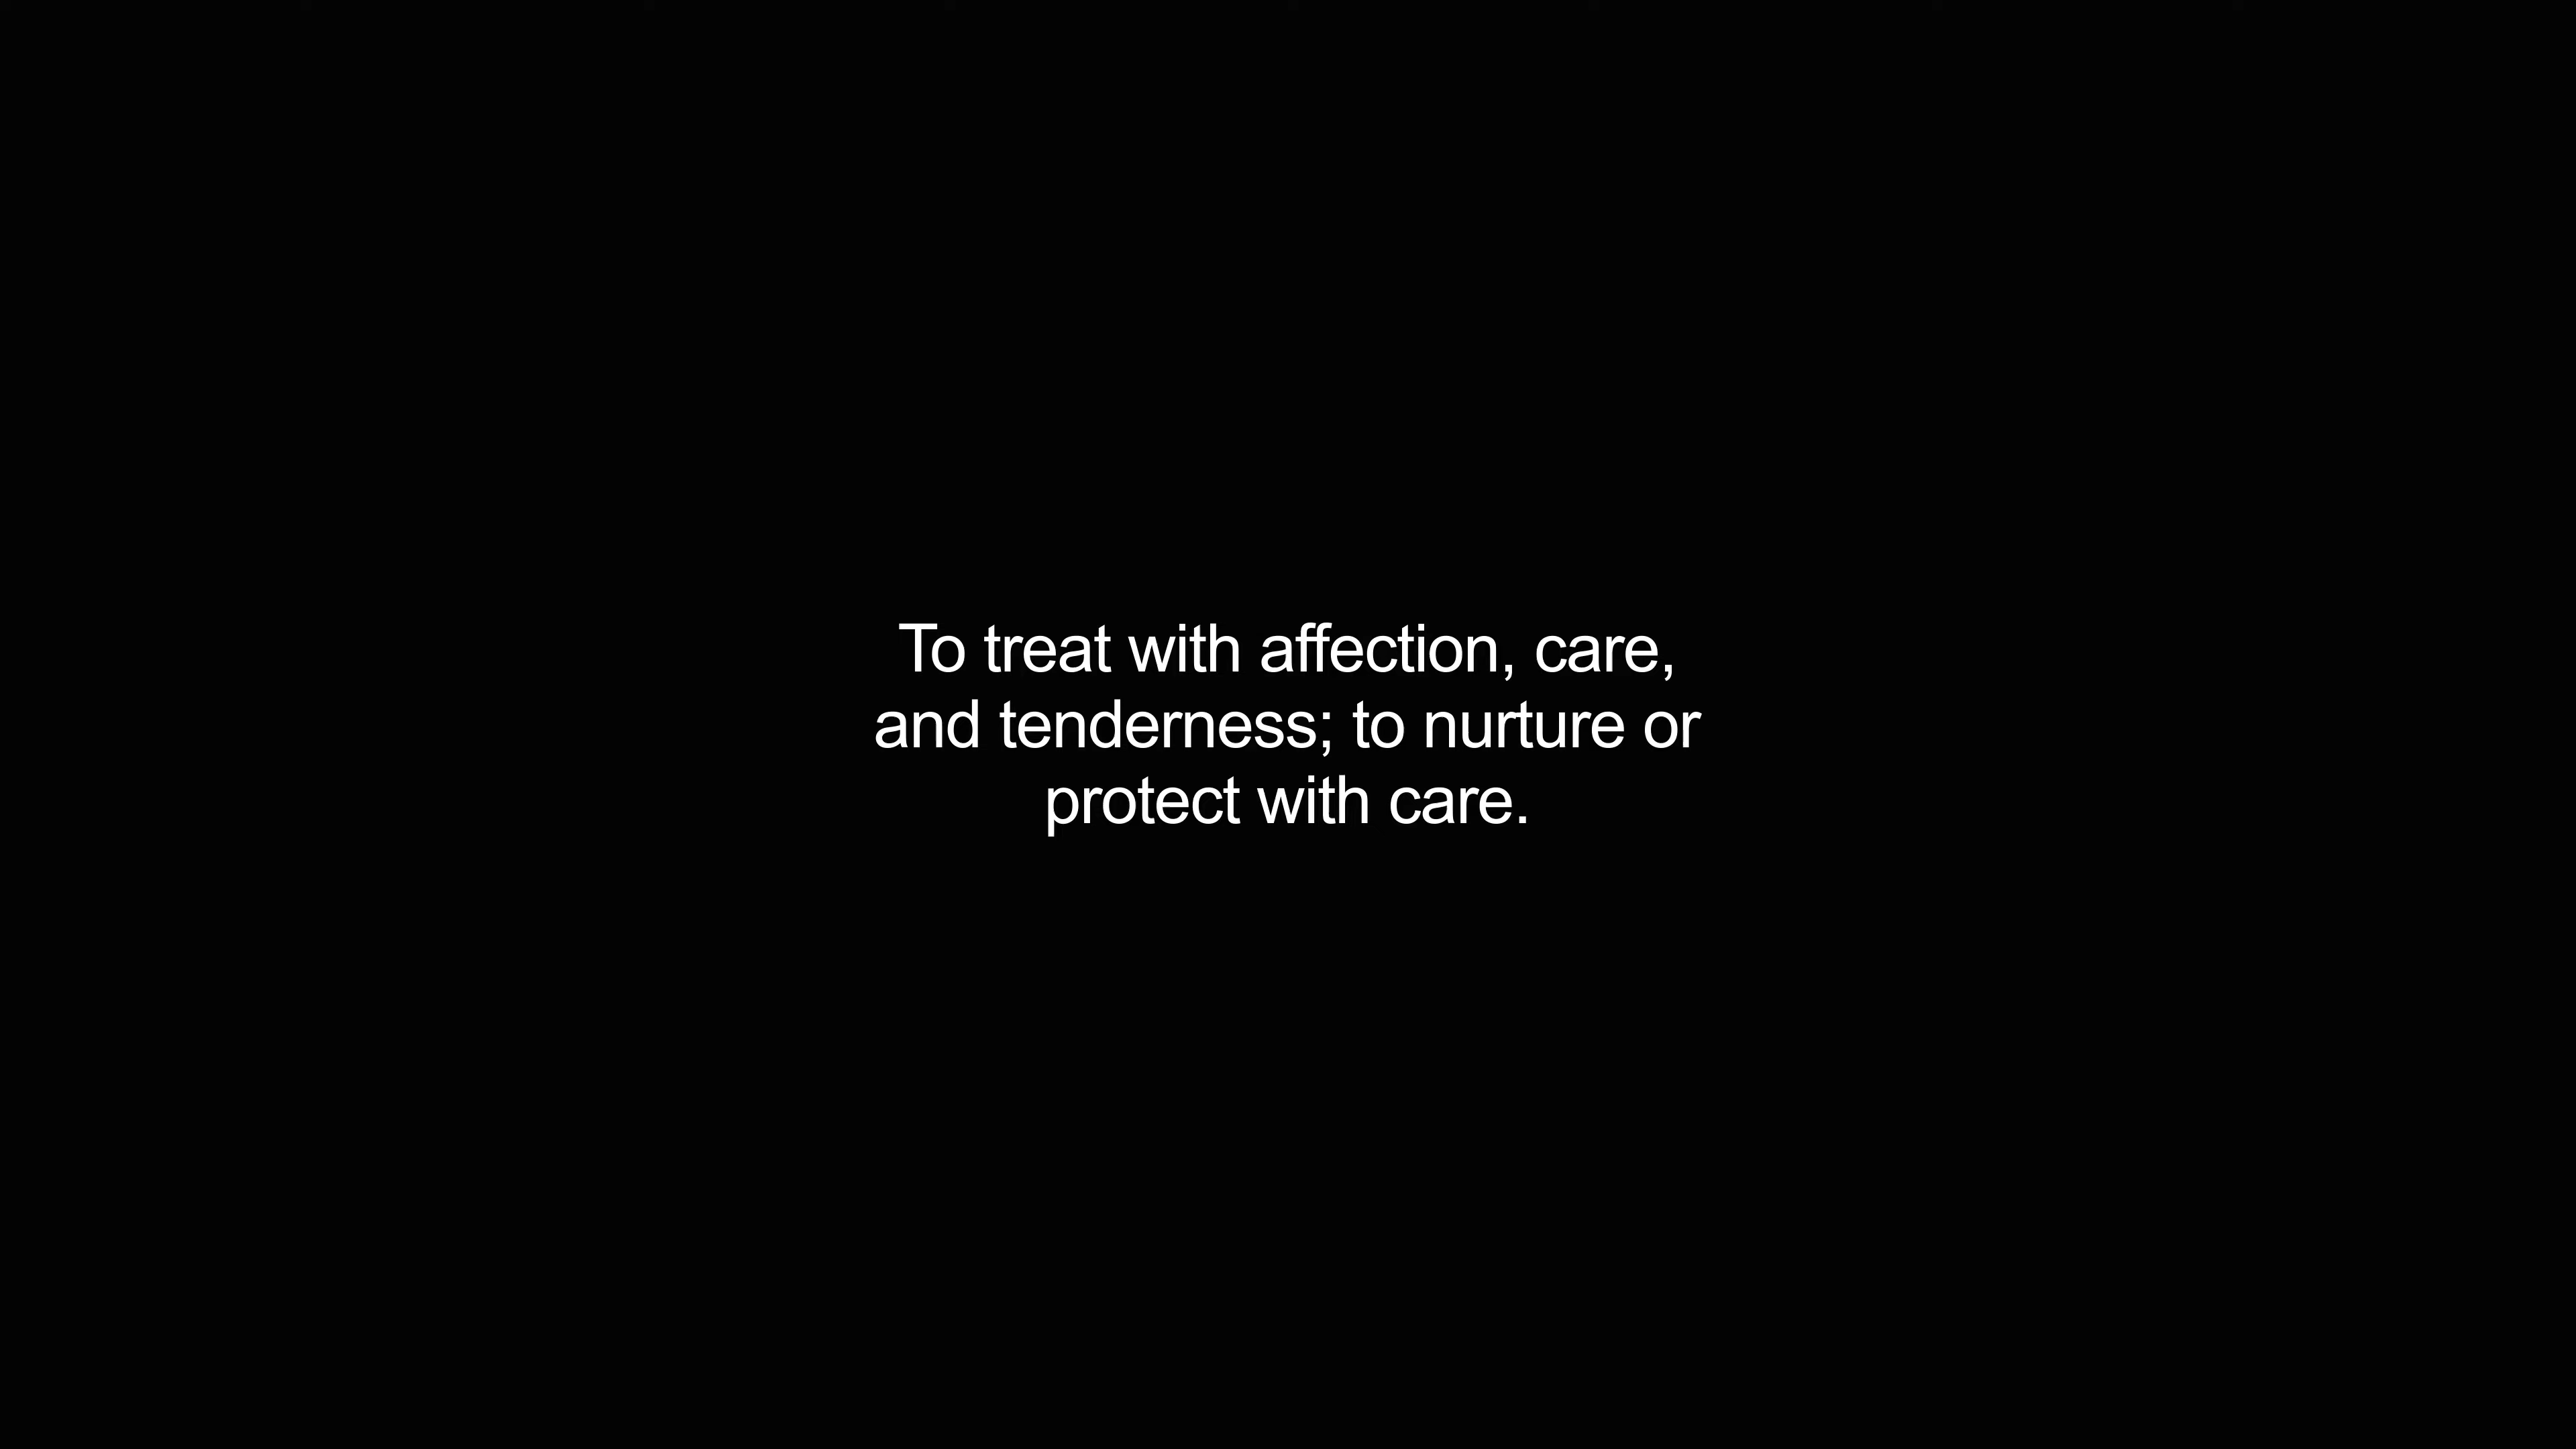 To treat with affection, care,
and tenderness; to nurture or
protect with care.